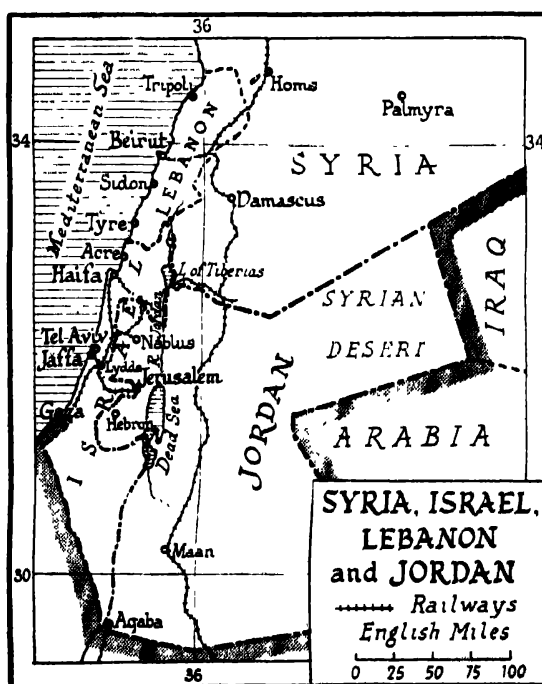 36
Tripoli
Homs
Palmyra
Mediterranean Sea
34
34
Beirut
LEBANON
SYRIA
Sidon
Damascus
Tyre
Acre
Haifa
L. of Tiberias
IRAQ
SYRIAN
DESERT
ISRAEL
R. Jordan
Tel-Aviv
Jaffa
Nablus
Lydda
Jerusalem
JORDAN
Gaza
Hebron
Dead Sea
ARABIA
Maan
30
Aqaba
36
SYRIA, ISRAEL,
LEBANON
and JORDAN
Railways
English Miles
0 25 50 75 100